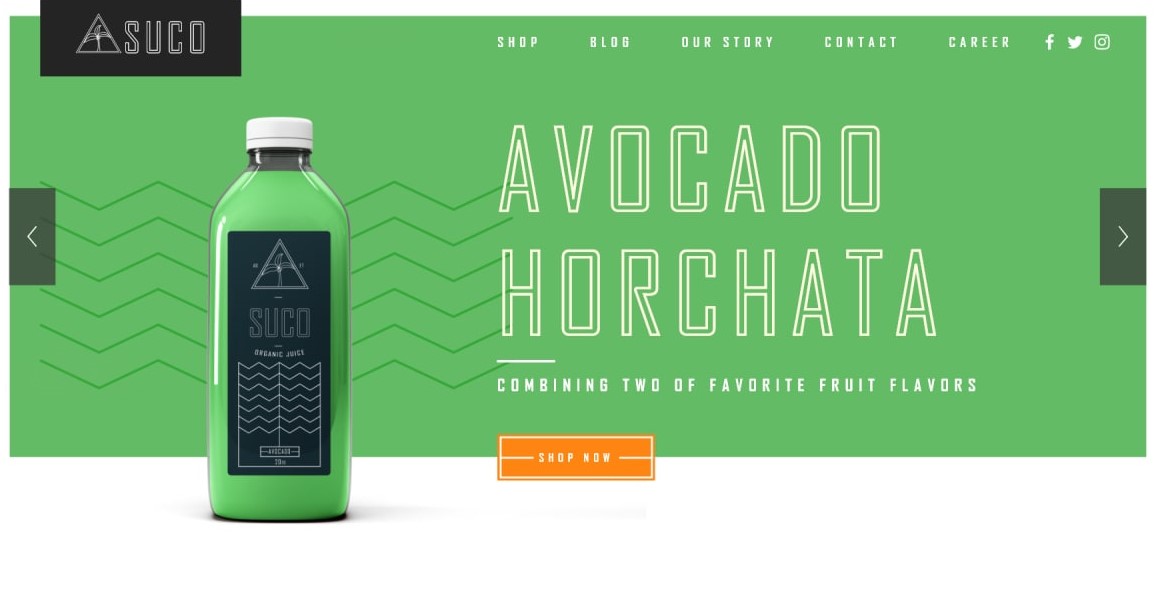 SUCO
SHOP BLOG OUR STORY CONTACT CAREER
AVOCADO
HORCHATA
COMBINING TWO OF FAVORITE FRUIT FLAVORS
SHOP NOW
SUCO
ORGANIC JUICE
AVOCADO